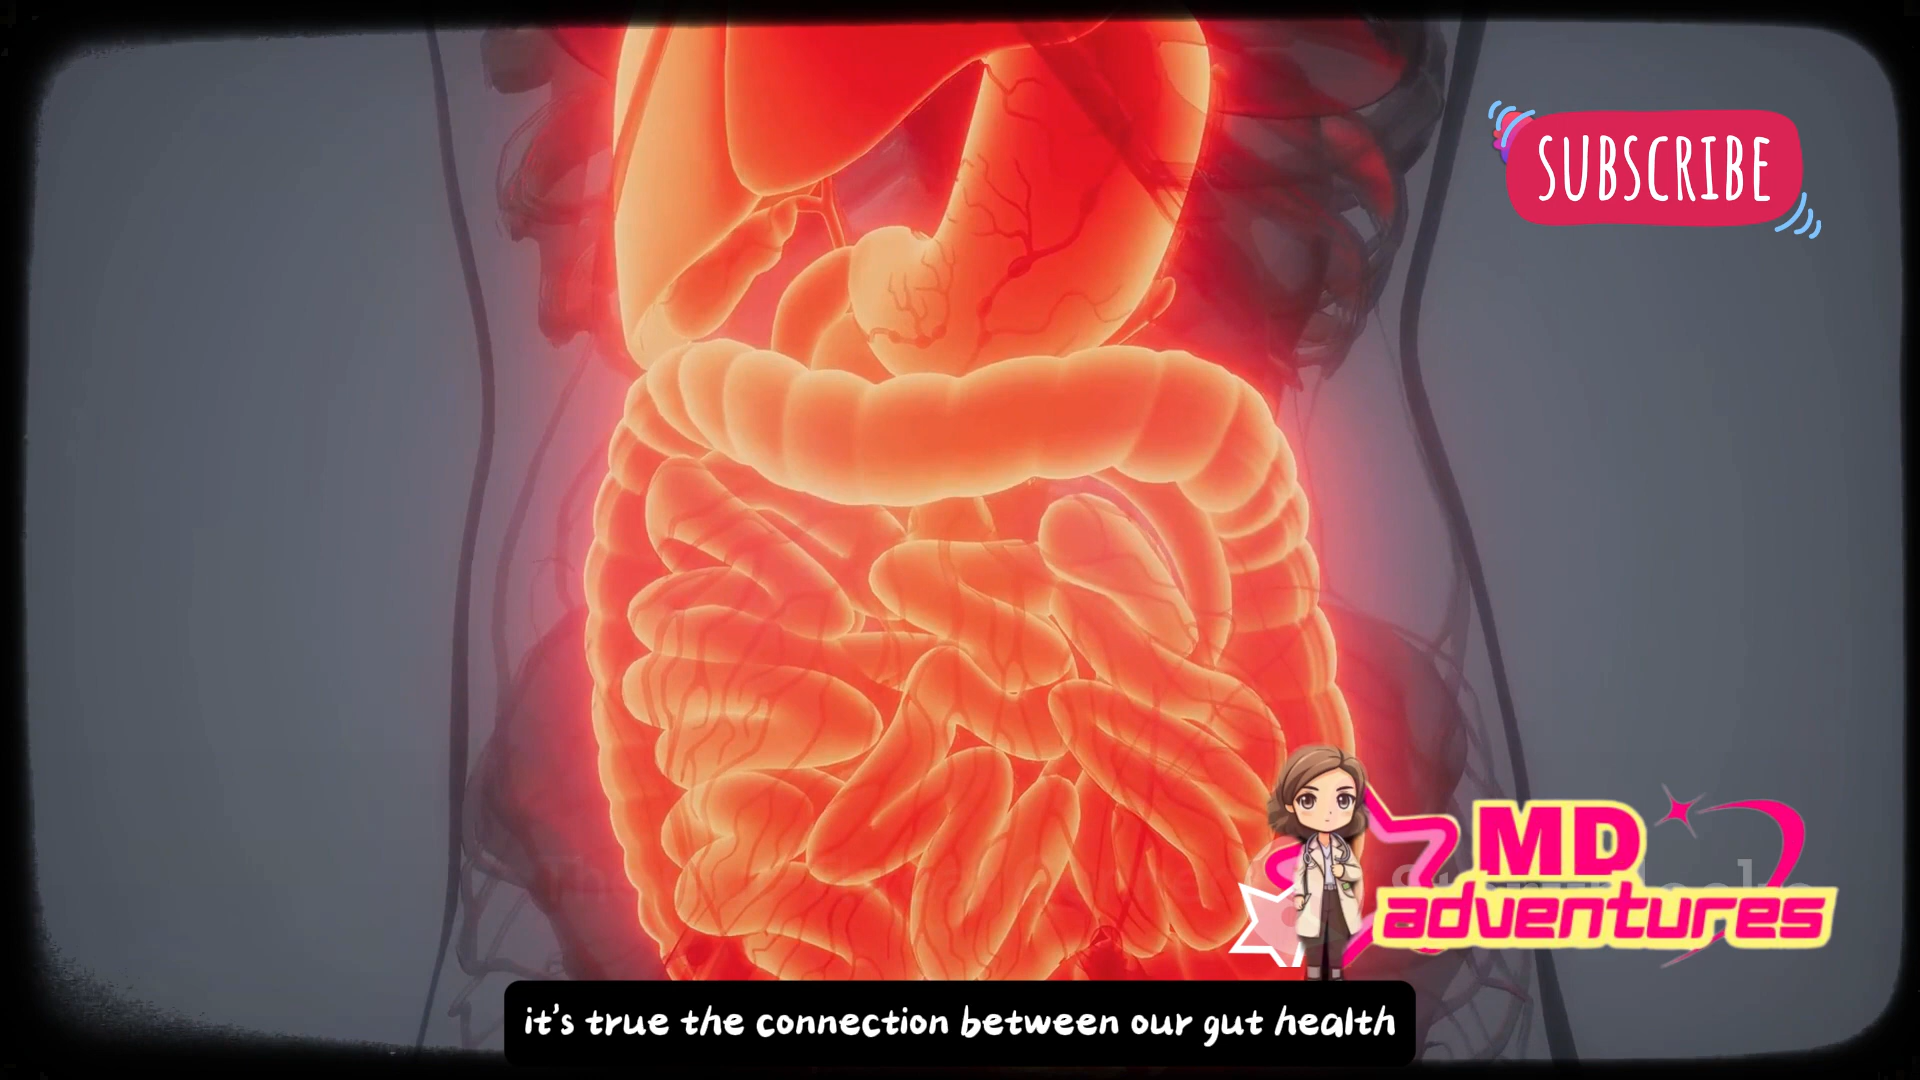 SUBSCRIBE
MD
adventures
it's true the connection between our gut health